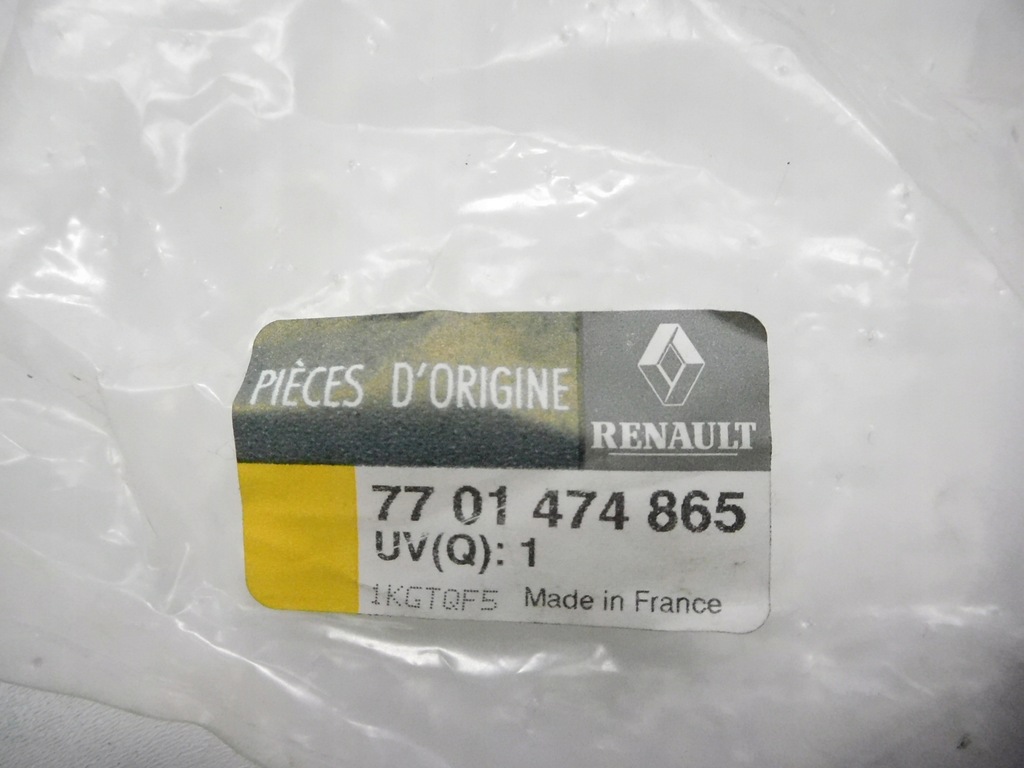 PIÈCES D'ORIGINE
RENAULT
77 01 474 865
UV(Q): 1
1KGTQF5 Made in France